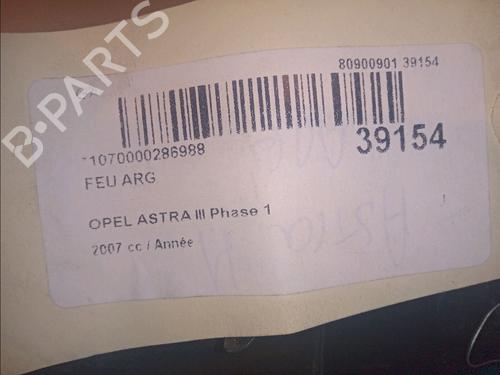 B-PARTS
80900901 39154
*1070000286988
39154
FEU ARG
OPEL ASTRA III Phase 1
2007 cc / Année